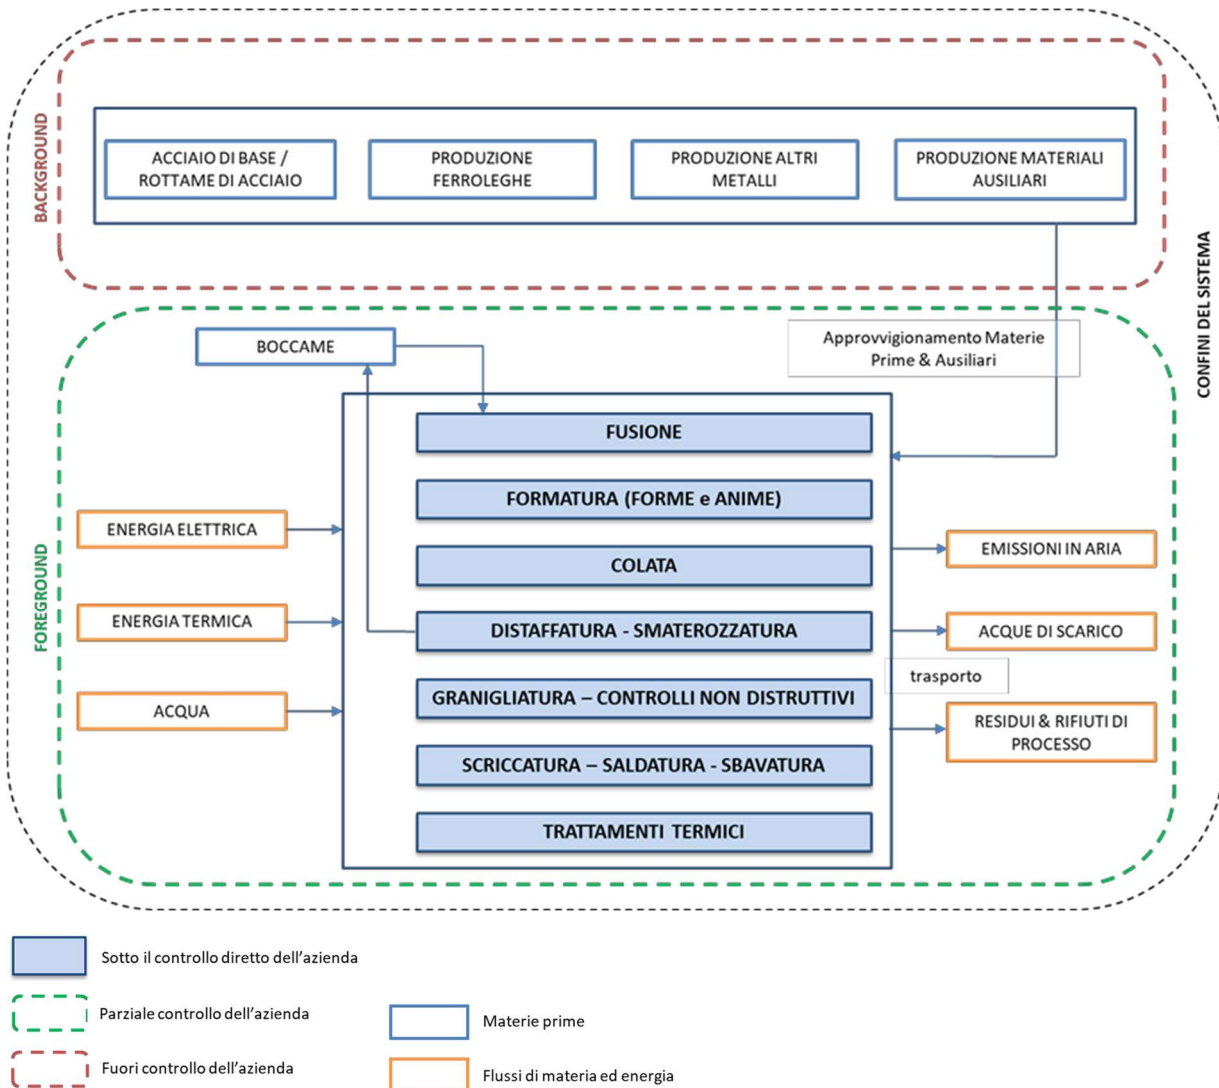 BACKGROUND
ACCIAIO DI BASE /
ROTTAME DI ACCIAIO
PRODUZIONE
FERROLEGHE
PRODUZIONE ALTRI
METALLI
PRODUZIONE MATERIALI
AUSILIARI
CONFINI DEL SISTEMA
FOREGROUND
BOCCAME
Approvvigionamento Materie
Prime & Ausiliari
FUSIONE
FORMATURA (FORME e ANIME)
COLATA
DISTAFFATURA - SMATEROZZATURA
GRANIGLIATURA – CONTROLLI NON DISTRUTTIVI
SCRICCATURA – SALDATURA - SBAVATURA
TRATTAMENTI TERMICI
ENERGIA ELETTRICA
ENERGIA TERMICA
ACQUA
EMISSIONI IN ARIA
ACQUE DI SCARICO
trasporto
RESIDUI & RIFIUTI DI
PROCESSO
Sotto il controllo diretto dell'azienda
Parziale controllo dell'azienda
Fuori controllo dell'azienda
Materie prime
Flussi di materia ed energia